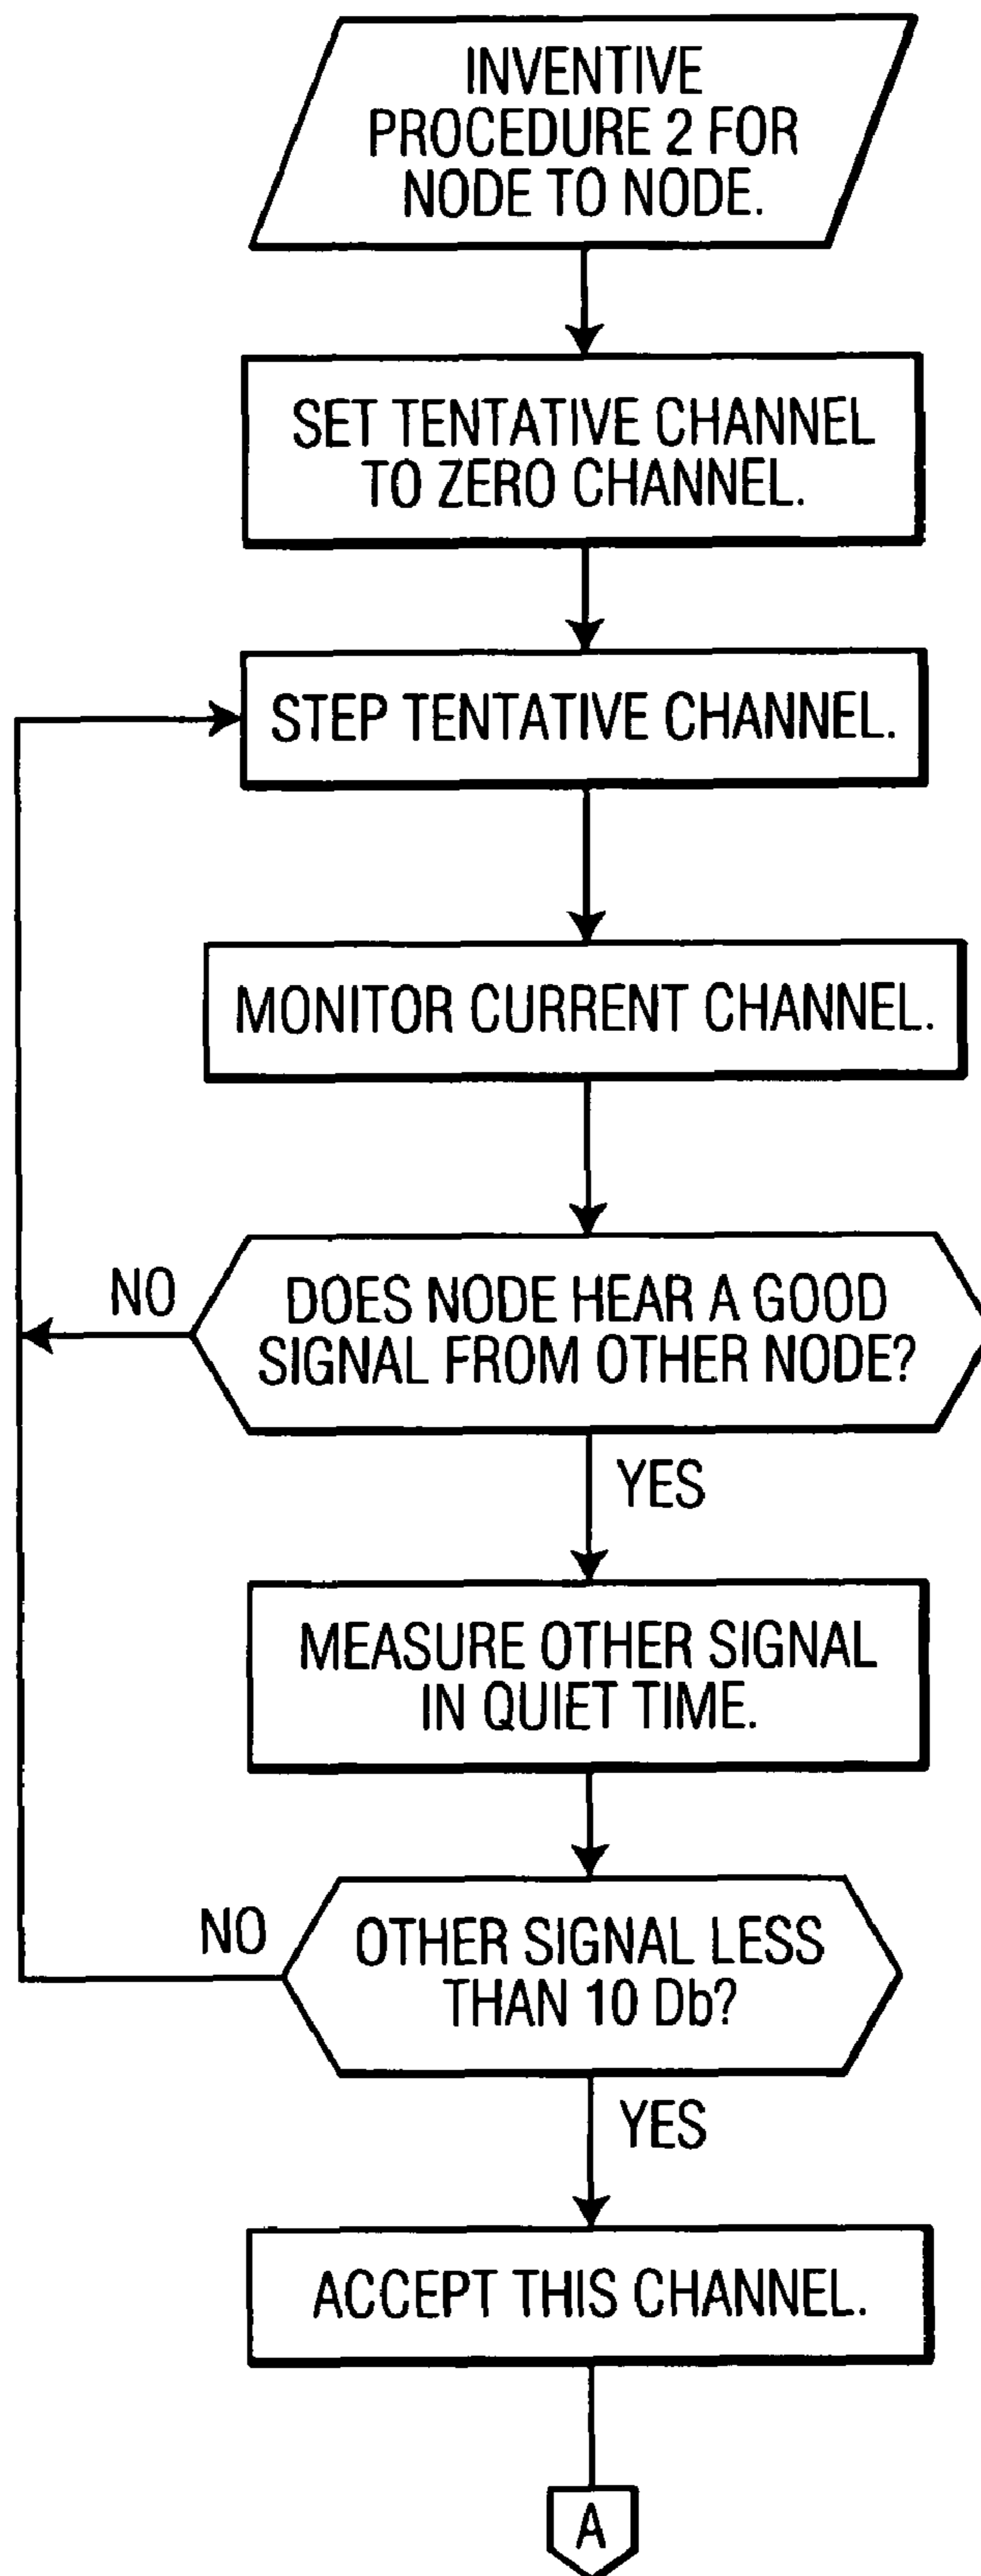 INVENTIVE
PROCEDURE 2 FOR
NODE TO NODE.
SET TENTATIVE CHANNEL
TO ZERO CHANNEL.
STEP TENTATIVE CHANNEL.
MONITOR CURRENT CHANNEL.
NO
DOES NODE HEAR A GOOD
SIGNAL FROM OTHER NODE?
YES
MEASURE OTHER SIGNAL
IN QUIET TIME.
NO
OTHER SIGNAL LESS
THAN 10 Db?
YES
ACCEPT THIS CHANNEL.
A